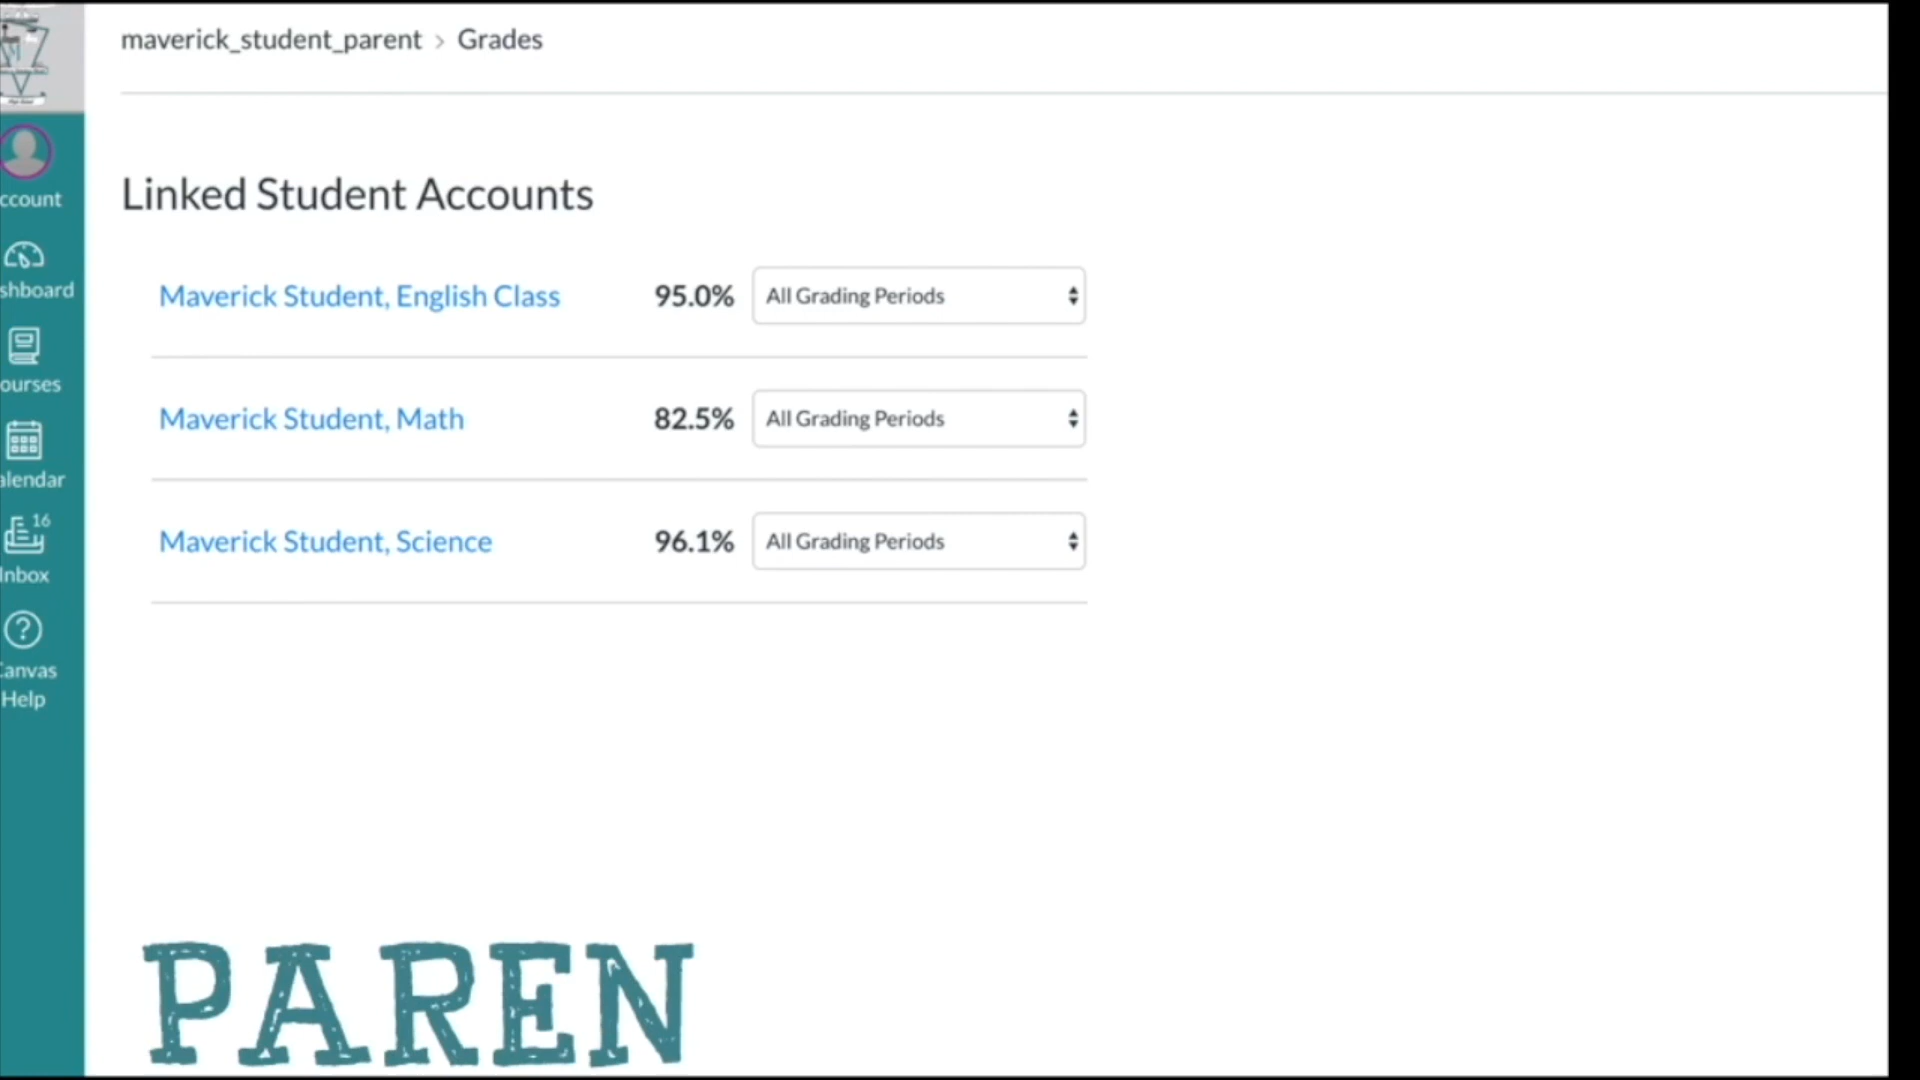 maverick_student_parent › Grades
Linked Student Accounts
Maverick Student, English Class 95.0% All Grading Periods
Maverick Student, Math 82.5% All Grading Periods
Maverick Student, Science 96.1% All Grading Periods
ccount
shboard
ourses
alendar
16
Inbox
Canvas
Help
PAREN